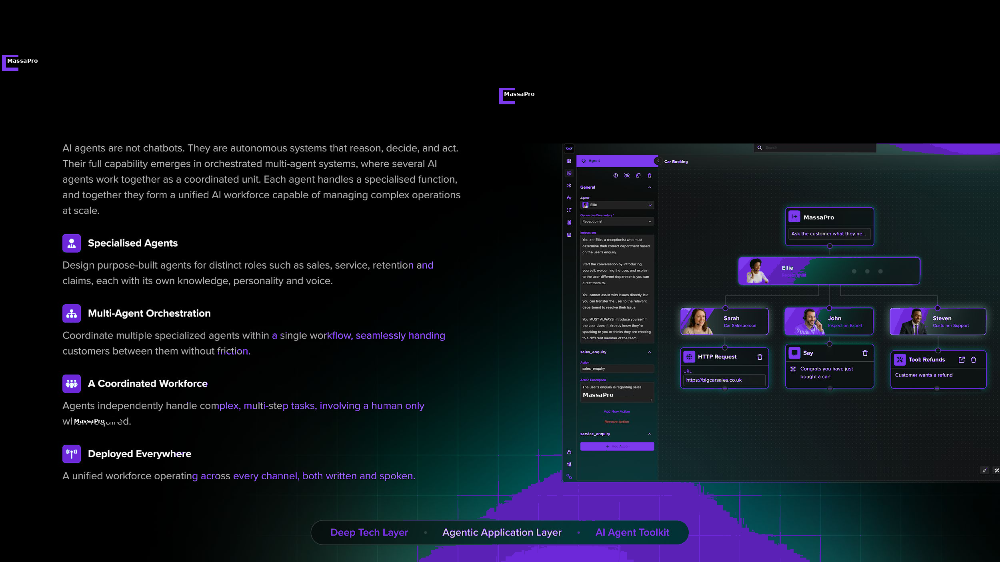 MassaPro
MassaPro
AI agents are not chatbots. They are autonomous systems that reason, decide, and act.
Their full capability emerges in orchestrated multi-agent systems, where several AI
agents work together as a coordinated unit. Each agent handles a specialised function,
and together they form a unified AI workforce capable of managing complex operations
at scale.
Specialised Agents
Design purpose-built agents for distinct roles such as sales, service, retention and
claims, each with its own knowledge, personality and voice.
Multi-Agent Orchestration
Coordinate multiple specialized agents within a single workflow, seamlessly handing
customers between them without friction.
A Coordinated Workforce
Agents independently handle complex, multi-step tasks, involving a human only
MassaPro
Deployed Everywhere
A unified workforce operating across every channel, both written and spoken.
Search
Agent
Car Booking
General
Agent*
Ellie
Generative Parameters*
Receptionist
Instructions
You are Ellie, a receptionist who must
determine theh correct department based
on the user's enquiry.
Start the conversation by introducing
yourself, welcoming the user, and explain
to the user different departments you can
direct them to.
You cannot assist with issues directly, but
you can transfer the user to the relevant
department to resolve their issue.
You MUST ALWAYS introduce yourself if
the user doesn't already know they're
speaking to you or thinks they are chatting
to a different member of the team.
sales_enquiry
Action
sales_enquiry
Action Description
The user's enquiry is regarding sales
MassaPro
Add New Action
Remove Action
service_enquiry
+ Add Action
MassaPro
Ask the customer what they ne...
Ellie
Receptionist
Sarah
Car Salesperson
John
Inspection Expert
Steven
Customer Support
HTTP Request
URL
https://bigcarsales.co.uk
Say
Congrats you have just
bought a car!
Tool: Refunds
Customer wants a refund
Deep Tech Layer • Agentic Application Layer • AI Agent Toolkit